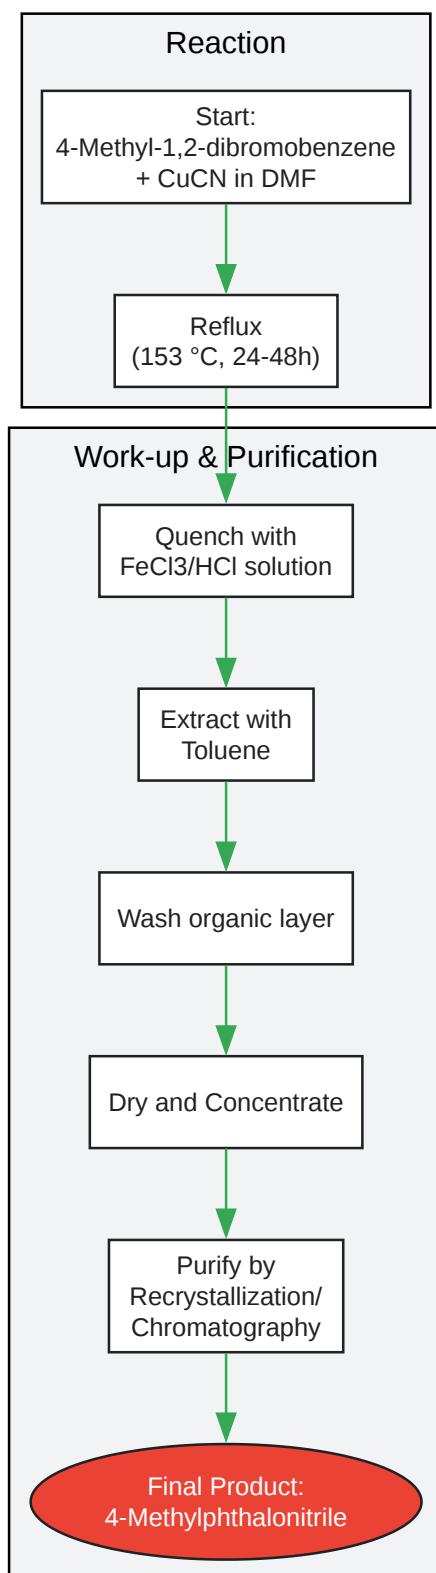 Reaction
Start:
4-Methyl-1,2-dibromobenzene
+ CuCN in DMF
Reflux
(153 °C, 24-48h)
Work-up & Purification
Quench with
FeCl3/HCl solution
Extract with
Toluene
Wash organic layer
Dry and Concentrate
Purify by
Recrystallization/
Chromatography
Final Product:
4-Methylphthalonitrile